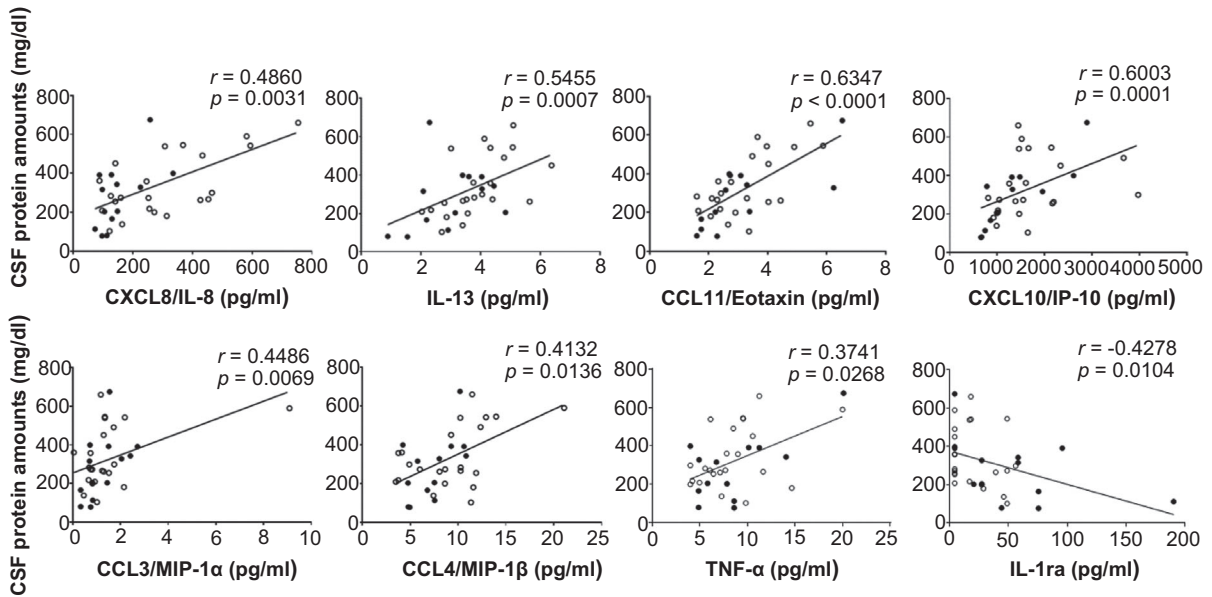 CSF protein amounts (mg/dl)
r = 0.4860
p = 0.0031
800
600
400
200
0
0 200 400 600 800
CXCL8/IL-8 (pg/ml)
r = 0.5455
p = 0.0007
800
600
400
200
0
0 2 4 6 8
IL-13 (pg/ml)
r = 0.6347
p < 0.0001
800
600
400
200
0
0 2 4 6 8
CCL11/Eotaxin (pg/ml)
r = 0.6003
p = 0.0001
800
600
400
200
0
0 1000 2000 3000 4000 5000
CXCL10/IP-10 (pg/ml)
CSF protein amounts (mg/dl)
r = 0.4486
p = 0.0069
800
600
400
200
0
0 2 4 6 8 10
CCL3/MIP-1α (pg/ml)
r = 0.4132
p = 0.0136
800
600
400
200
0
0 5 10 15 20 25
CCL4/MIP-1β (pg/ml)
r = 0.3741
p = 0.0268
800
600
400
200
0
0 5 10 15 20 25
TNF-α (pg/ml)
r = -0.4278
p = 0.0104
800
600
400
200
0
0 50 100 150 200
IL-1ra (pg/ml)